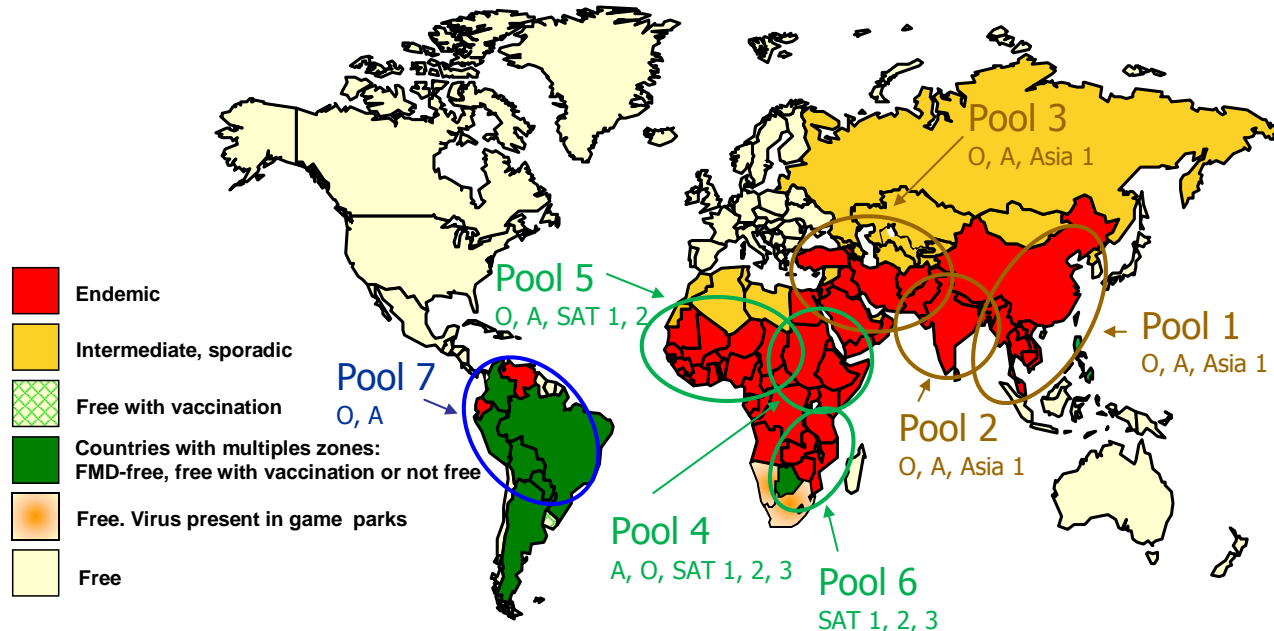 Endemic
Intermediate, sporadic
Free with vaccination
Countries with multiples zones:
FMD-free, free with vaccination or not free
Free. Virus present in game parks
Free
Pool 7
O, A
Pool 5
O, A, SAT 1, 2
Pool 4
A, O, SAT 1, 2, 3
Pool 6
SAT 1, 2, 3
Pool 3
O, A, Asia 1
Pool 2
O, A, Asia 1
Pool 1
O, A, Asia 1